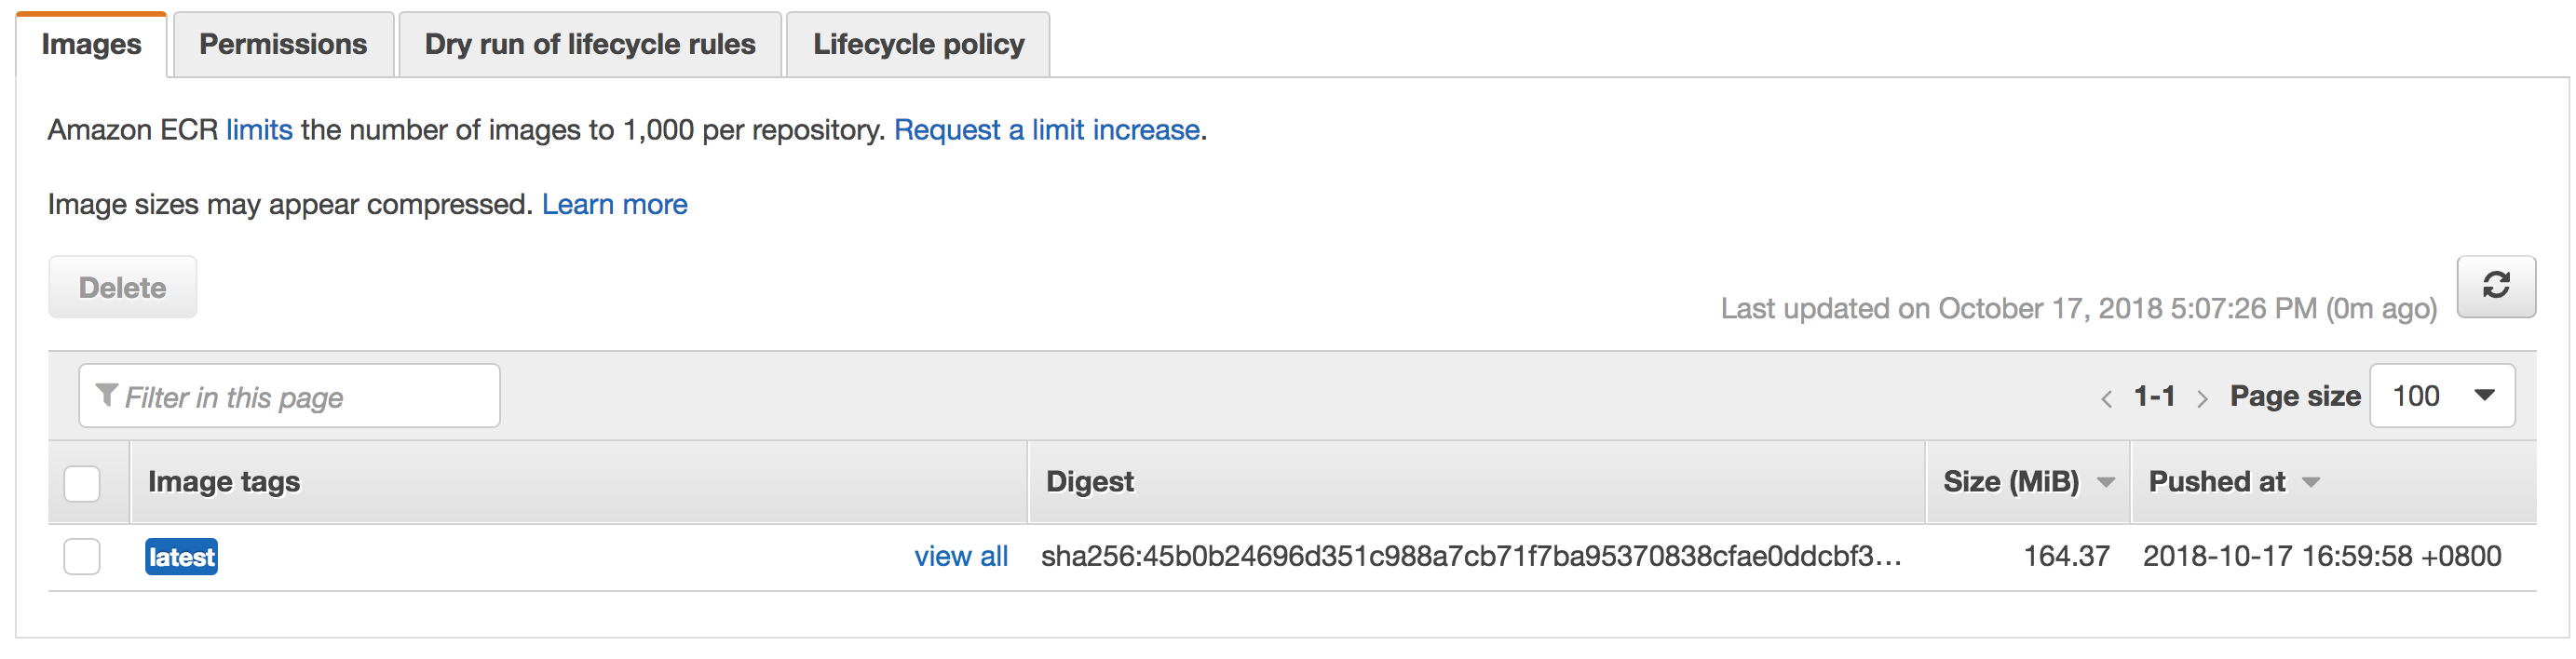 Images Permissions Dry run of lifecycle rules Lifecycle policy
Amazon ECR limits the number of images to 1,000 per repository. Request a limit increase.
Image sizes may appear compressed. Learn more
Delete
Last updated on October 17, 2018 5:07:26 PM (0m ago)
Filter in this page < 1-1 > Page size 100
Image tags Digest Size (MiB) Pushed at
latest view all sha256:45b0b24696d351c988a7cb71f7ba95370838cfae0ddcbf3... 164.37 2018-10-17 16:59:58 +0800